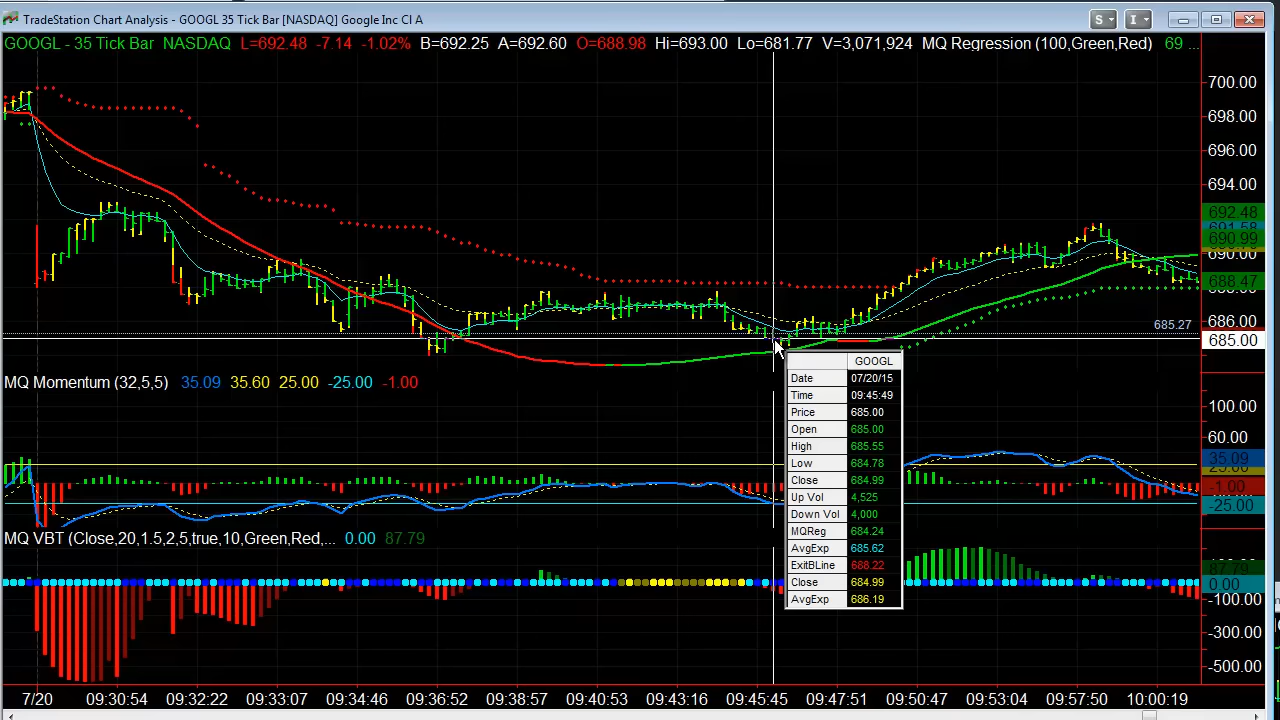 TradeStation Chart Analysis - GOOGL 35 Tick Bar [NASDAQ] Google Inc Cl A
S I
GOOGL - 35 Tick Bar NASDAQ L=692.48 -7.14 -1.02% B=692.25 A=692.60 O=688.98 Hi=693.00 Lo=681.77 V=3,071,924 MQ Regression (100,Green,Red) 69 ...
700.00
698.00
696.00
694.00
692.48
690.99
690.00
688.47
686.00
685.27
685.00
GOOGL
Date 07/20/15
Time 09:45:49
Price 685.00
Open 685.00
High 685.55
Low 684.78
Close 684.99
Up Vol 4,525
Down Vol 4,000
MQReg 684.24
AvgExp 685.62
ExitBLine 688.22
Close 684.99
AvgExp 686.19
MQ Momentum (32,5,5) 35.09 35.60 25.00 -25.00 -1.00
100.00
60.00
35.09
25.00
-1.00
-25.00
MQ VBT (Close,20,1.5,2,5,true,10,Green,Red,... 0.00 87.79
87.79
0.00
-100.00
-300.00
-500.00
7/20 09:30:54 09:32:22 09:33:07 09:34:46 09:36:52 09:38:57 09:40:53 09:43:16 09:45:45 09:47:51 09:50:47 09:53:04 09:57:50 10:00:19